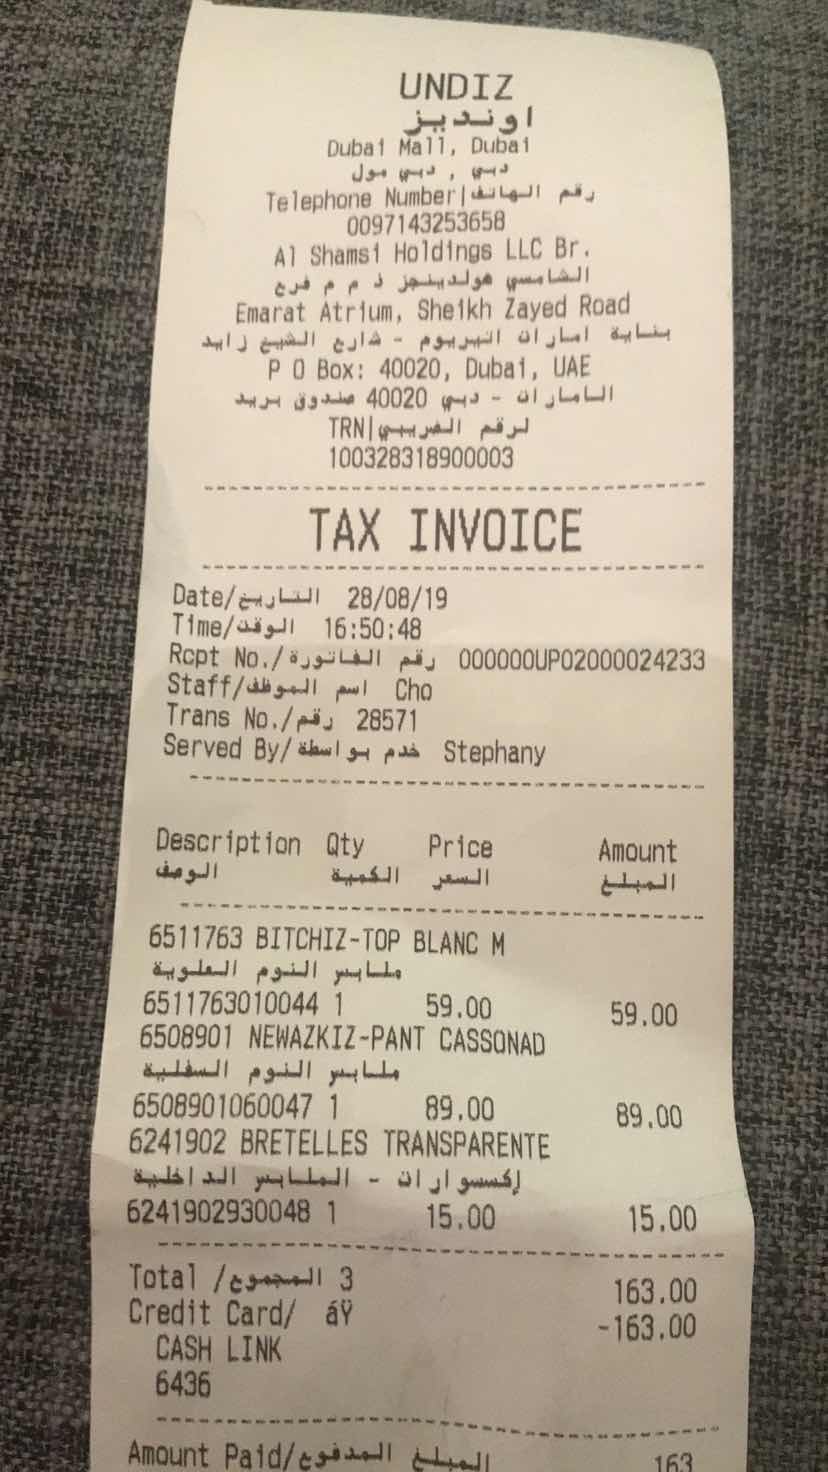 UNDIZ
اونديز
Dubai Mall, Dubai
دبي , دبي مول
Telephone Number|رقم الهاتف
0097143253658
Al Shamsi Holdings LLC Br.
الشامسي هولدينجز ذ م م فرع
Emarat Atrium, Sheikh Zayed Road
بناية امارات اتيريوم - شارع الشيخ زايد
P O Box: 40020, Dubai, UAE
الامارات - دبي 40020 صندوق بريد
TRN|لرقم الضريبي
100328318900003
TAX INVOICE
Date/التاريخ 28/08/19
Time/الوقت 16:50:48
Rcpt No./رقم الفاتورة 000000UP02000024233
Staff/اسم الموظف Cho
Trans No./رقم 28571
Served By/خدم بواسطة Stephany
Description Qty Price Amount
الوصف الكمية السعر المبلغ
6511763 BITCHIZ-TOP BLANC M
ملابس النوم العلوية
6511763010044 1 59.00 59.00
6508901 NEWAZKIZ-PANT CASSONAD
ملابس النوم السفلية
6508901060047 1 89.00 89.00
6241902 BRETELLES TRANSPARENTE
إكسسوارات - الملابس الداخلية
6241902930048 1 15.00 15.00
Total /المجموع 3 163.00
Credit Card/ áŸ -163.00
CASH LINK
6436
Amount Paid/المبلغ المدفوع 163